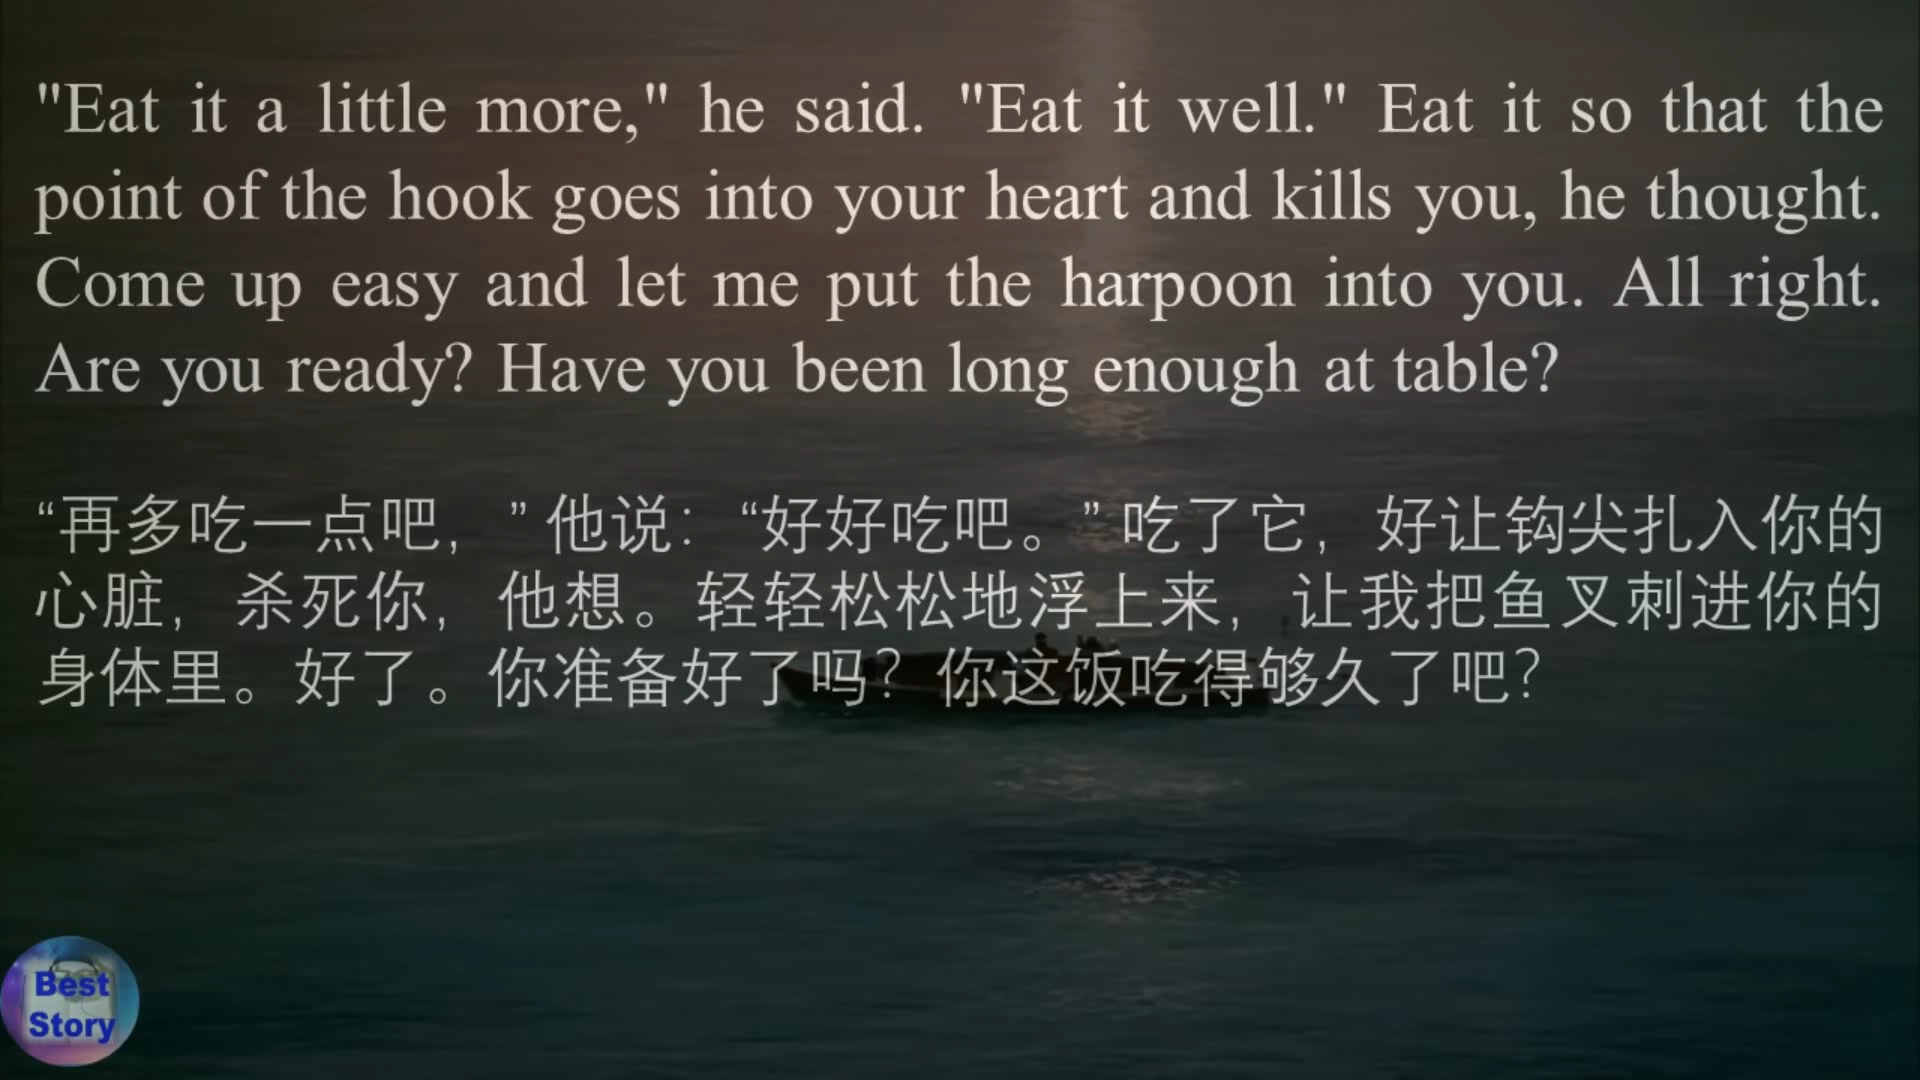 "Eat it a little more," he said. "Eat it well." Eat it so that the
point of the hook goes into your heart and kills you, he thought.
Come up easy and let me put the harpoon into you. All right.
Are you ready? Have you been long enough at table?
“再多吃一点吧，”他说：“好好吃吧。”吃了它，好让钩尖扎入你的
心脏，杀死你，他想。轻轻松松地浮上来，让我把鱼叉刺进你的
身体里。好了。你准备好了吗？你这饭吃得够久了吧？
Best
Story